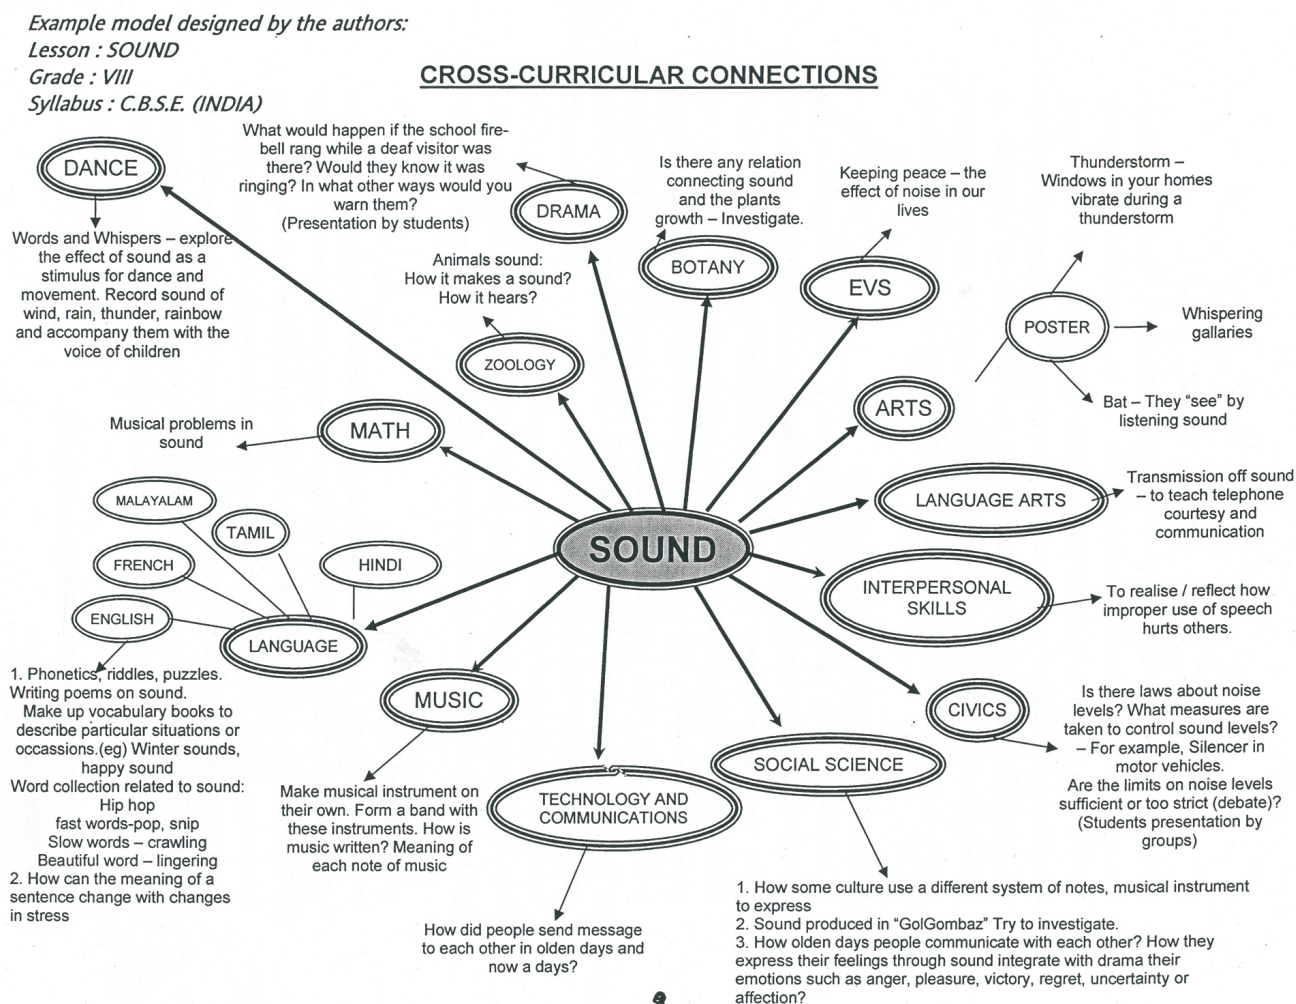 Example model designed by the authors:
Lesson : SOUND
Grade : VIII
Syllabus : C.B.S.E. (INDIA)
CROSS-CURRICULAR CONNECTIONS
DANCE
Words and Whispers – explore
the effect of sound as a
stimulus for dance and
movement. Record sound of
wind, rain, thunder, rainbow
and accompany them with the
voice of children
What would happen if the school fire-
bell rang while a deaf visitor was
there? Would they know it was
ringing? In what other ways would you
warn them?
(Presentation by students)
DRAMA
Animals sound:
How it makes a sound?
How it hears?
ZOOLOGY
Is there any relation
connecting sound
and the plants
growth – Investigate.
BOTANY
Keeping peace – the
effect of noise in our
lives
EVS
Thunderstorm –
Windows in your homes
vibrate during a
thunderstorm
POSTER
Whispering
gallaries
Bat – They “see” by
listening sound
ARTS
MATH
Musical problems in
sound
LANGUAGE ARTS
Transmission off sound
– to teach telephone
courtesy and
communication
SOUND
INTERPERSONAL
SKILLS
To realise / reflect how
improper use of speech
hurts others.
MALAYALAM
TAMIL
FRENCH
HINDI
ENGLISH
LANGUAGE
1. Phonetics, riddles, puzzles.
Writing poems on sound.
Make up vocabulary books to
describe particular situations or
occassions.(eg) Winter sounds,
happy sound
Word collection related to sound:
Hip hop
fast words-pop, snip
Slow words – crawling
Beautiful word – lingering
2. How can the meaning of a
sentence change with changes
in stress
MUSIC
Make musical instrument on
their own. Form a band with
these instruments. How is
music written? Meaning of
each note of music
TECHNOLOGY AND
COMMUNICATIONS
How did people send message
to each other in olden days and
now a days?
SOCIAL SCIENCE
1. How some culture use a different system of notes, musical instrument
to express
2. Sound produced in “GolGombaz” Try to investigate.
3. How olden days people communicate with each other? How they
express their feelings through sound integrate with drama their
emotions such as anger, pleasure, victory, regret, uncertainty or
affection?
CIVICS
Is there laws about noise
levels? What measures are
taken to control sound levels?
– For example, Silencer in
motor vehicles.
Are the limits on noise levels
sufficient or too strict (debate)?
(Students presentation by
groups)